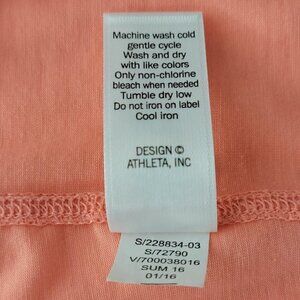 Machine wash cold
gentle cycle
Wash and dry
with like colors
Only non-chlorine
bleach when needed
Tumble dry low
Do not iron on label
Cool iron
DESIGN ©
ATHLETA, INC
S/228834-03
S/72790
V/700038016
SUM 16
01/16